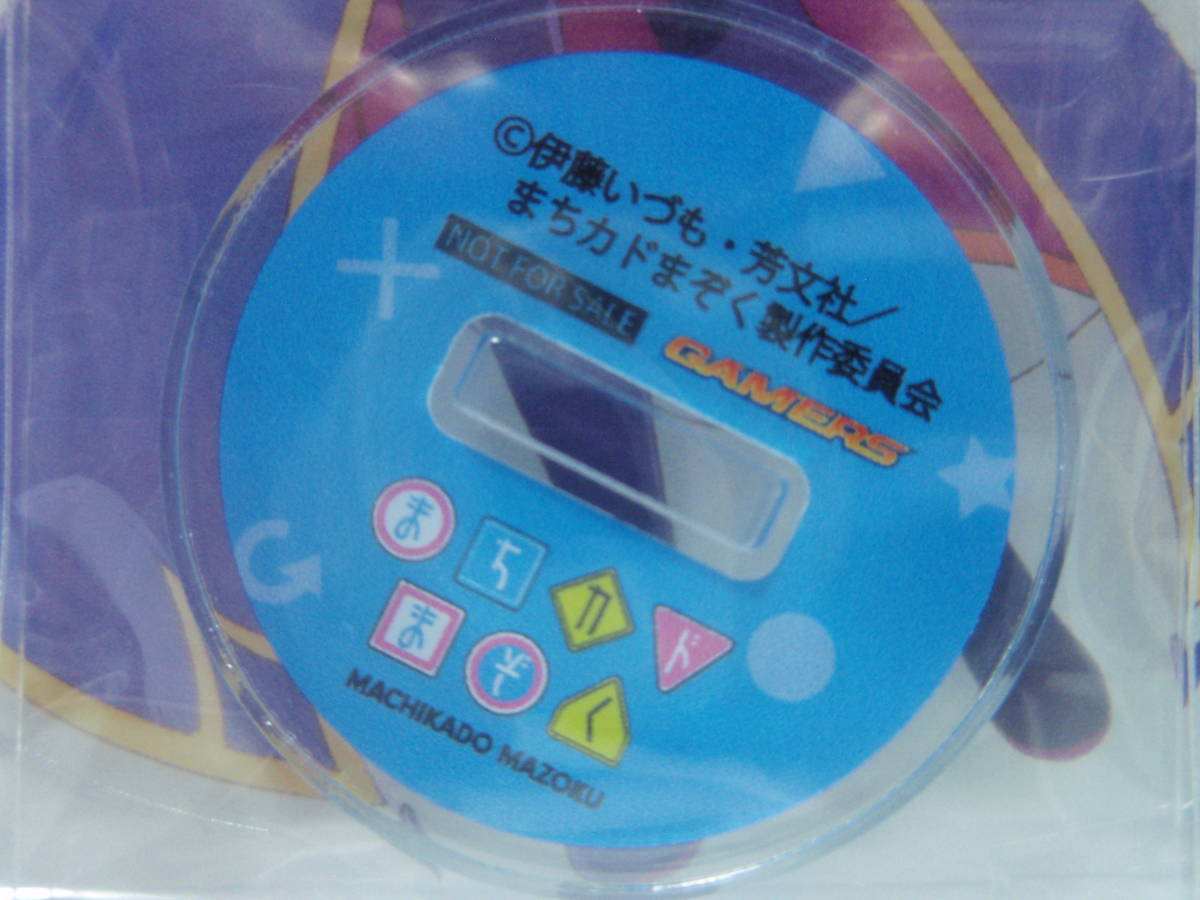 ©伊藤いづも・芳文社／
まちカドまぞく製作委員会
NOT FOR SALE
GAMERS
まちカド
まぞく
MACHIKADO MAZOKU